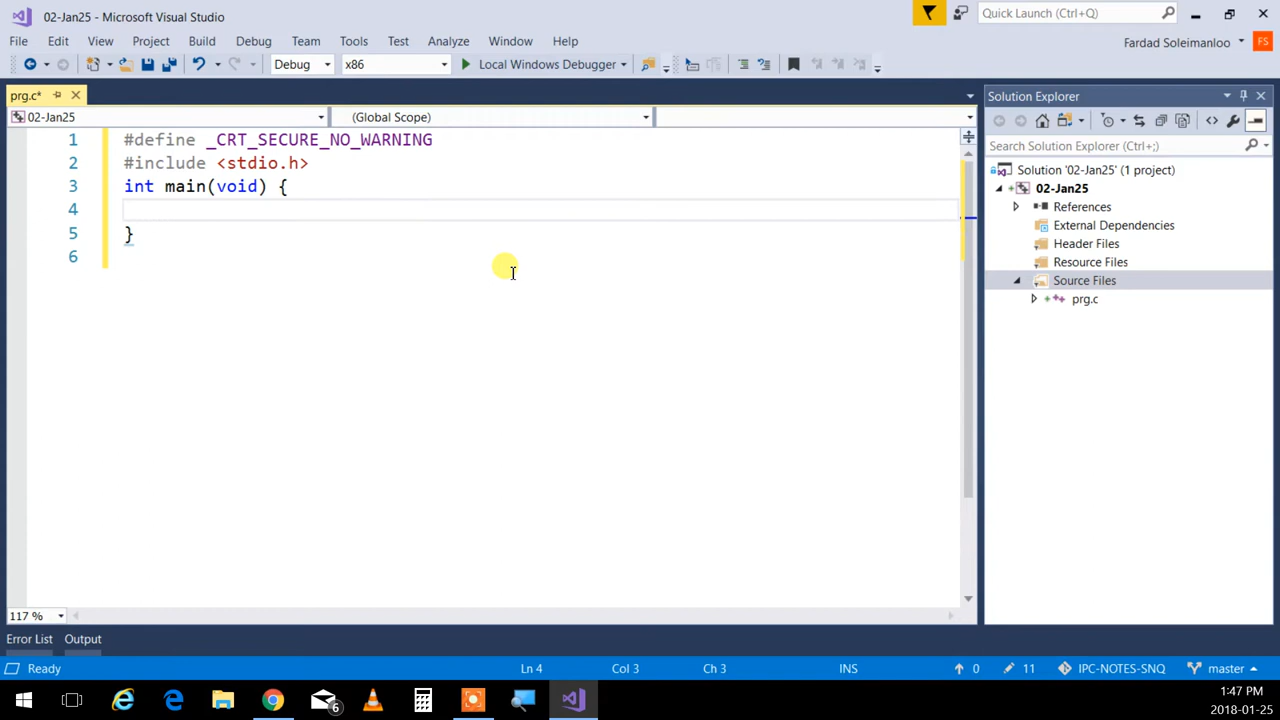 02-Jan25 - Microsoft Visual Studio
Quick Launch (Ctrl+Q)
File Edit View Project Build Debug Team Tools Test Analyze Window Help
Fardad Soleimanloo FS
Debug x86 Local Windows Debugger
prg.c*
02-Jan25 (Global Scope)
1 #define _CRT_SECURE_NO_WARNING
2 #include <stdio.h>
3 int main(void) {
4
5 }
6
117 %
Solution Explorer
Search Solution Explorer (Ctrl+;)
Solution '02-Jan25' (1 project)
02-Jan25
References
External Dependencies
Header Files
Resource Files
Source Files
prg.c
Error List Output
Ready Ln 4 Col 3 Ch 3 INS 0 11 IPC-NOTES-SNQ master
6
1:47 PM
2018-01-25